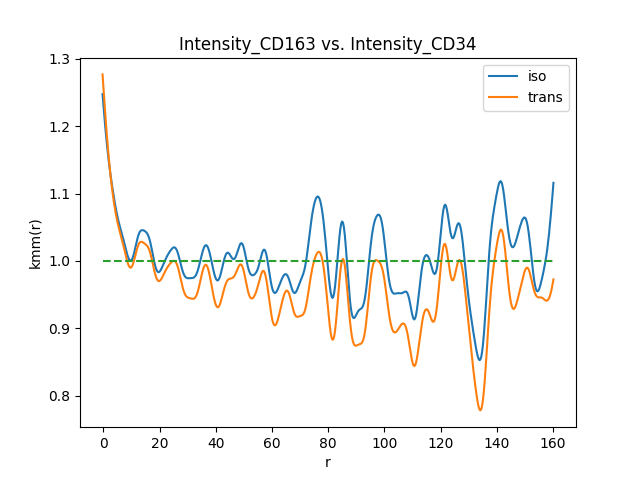 Intensity_CD163 vs. Intensity_CD34
iso
trans
kmm(r)
1.3
1.2
1.1
1.0
0.9
0.8
0 20 40 60 80 100 120 140 160
r